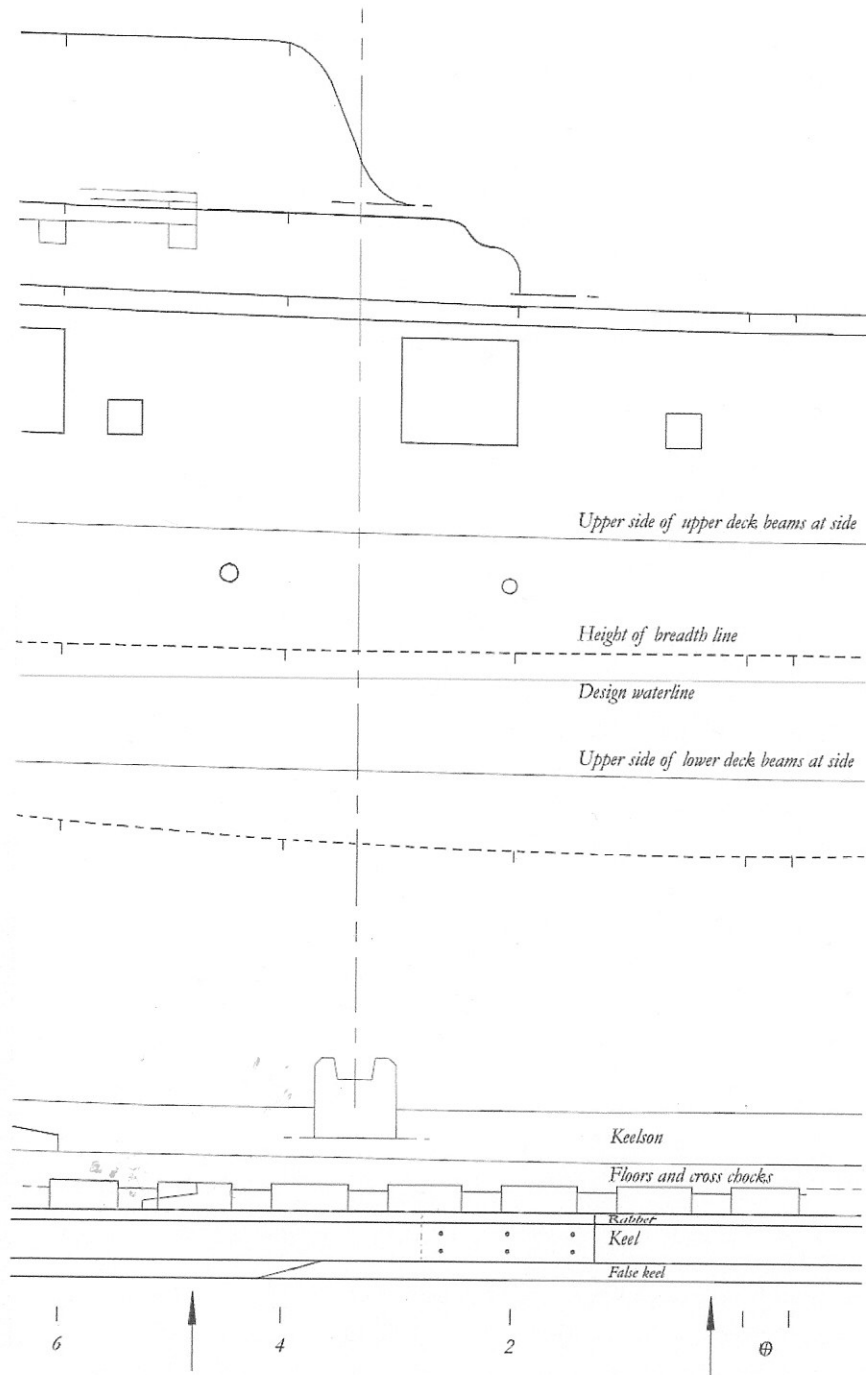 Upper side of upper deck beams at side
Height of breadth line
Design waterline
Upper side of lower deck beams at side
Keelson
Floors and cross chocks
Rabbet
Keel
False keel
6 4 2